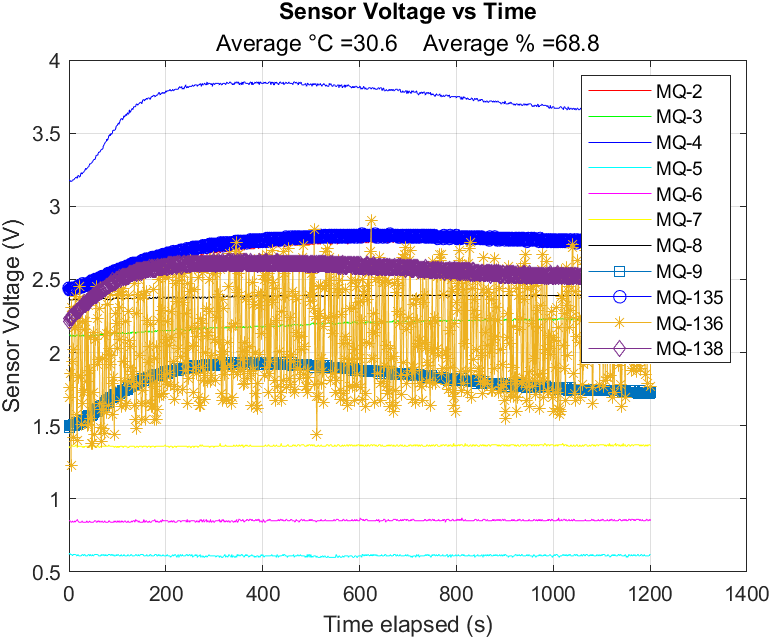 Sensor Voltage vs Time
Average °C =30.6 Average % =68.8
4
3.5
3
2.5
2
1.5
1
0.5
Sensor Voltage (V)
MQ-2
MQ-3
MQ-4
MQ-5
MQ-6
MQ-7
MQ-8
MQ-9
MQ-135
MQ-136
MQ-138
0 200 400 600 800 1000 1200 1400
Time elapsed (s)